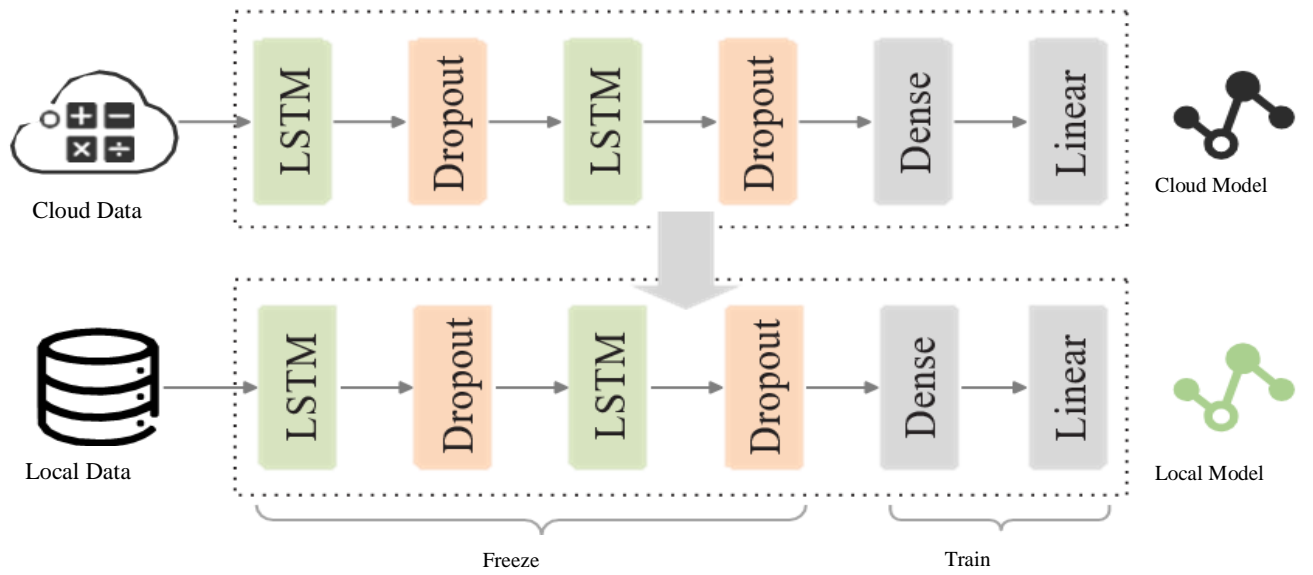 LSTM
Dropout
LSTM
Dropout
Dense
Linear
Cloud Data
Cloud Model
LSTM
Dropout
LSTM
Dropout
Dense
Linear
Local Data
Local Model
Freeze
Train